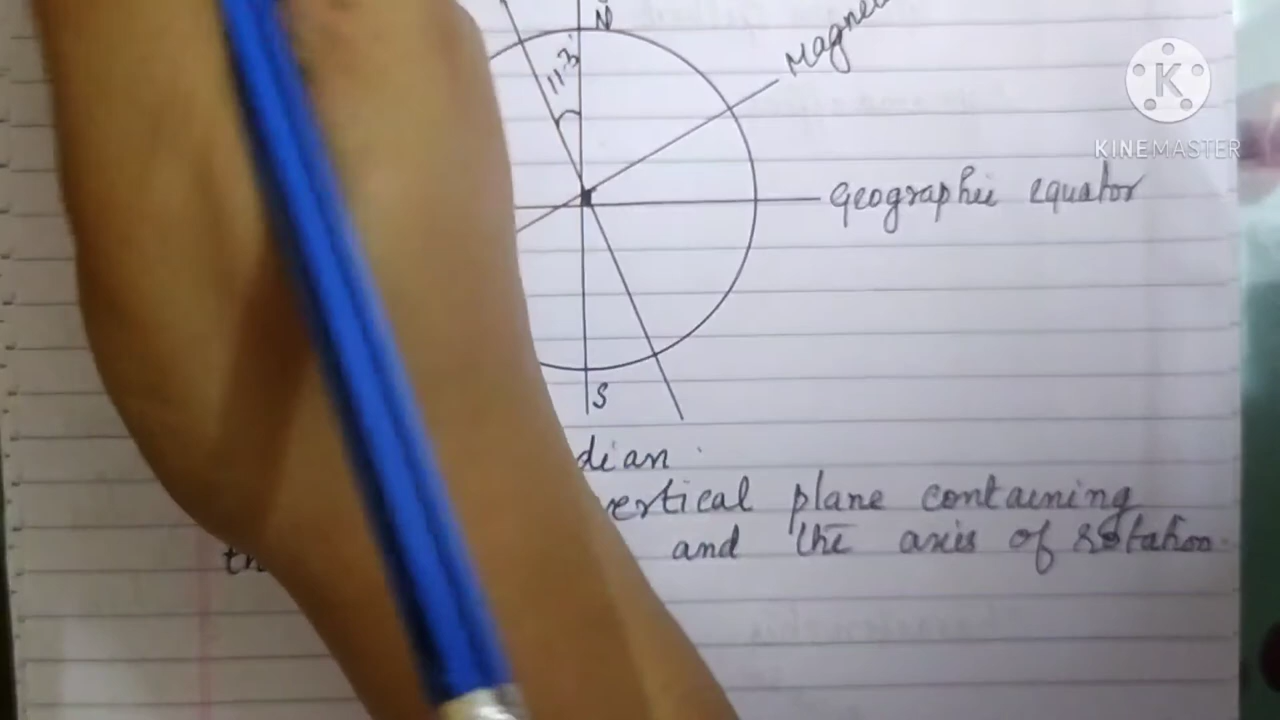 N
11.3°
Magne
K
KINEMASTER
Geographic equator
S
dian
vertical plane containing
and the axis of rotation.